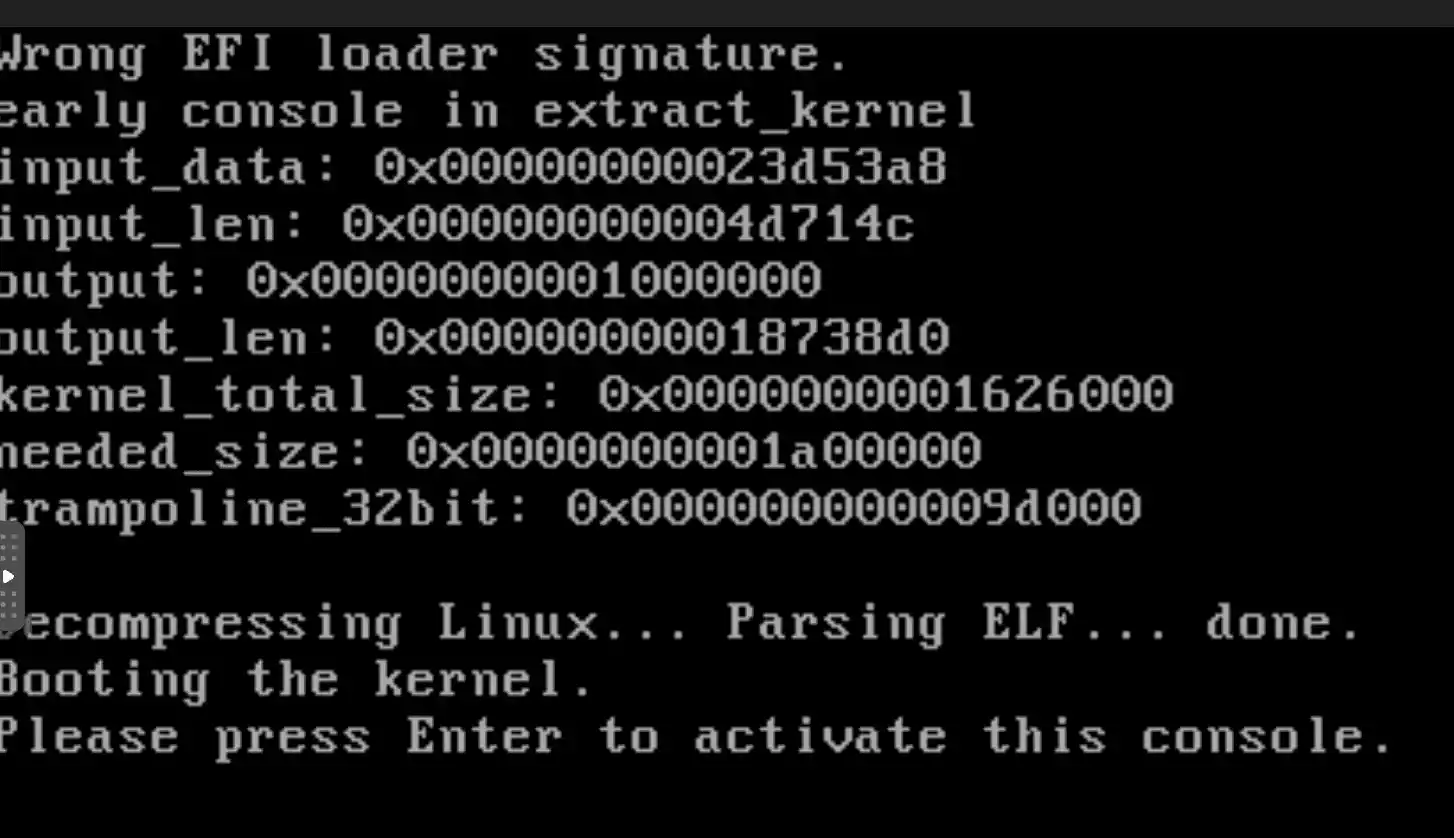 Wrong EFI loader signature.
early console in extract_kernel
input_data: 0x00000000023d53a8
input_len: 0x00000000004d714c
output: 0x0000000001000000
output_len: 0x00000000018738d0
kernel_total_size: 0x0000000001626000
needed_size: 0x0000000001a00000
trampoline_32bit: 0x000000000009d000
Decompressing Linux... Parsing ELF... done.
Booting the kernel.
Please press Enter to activate this console.